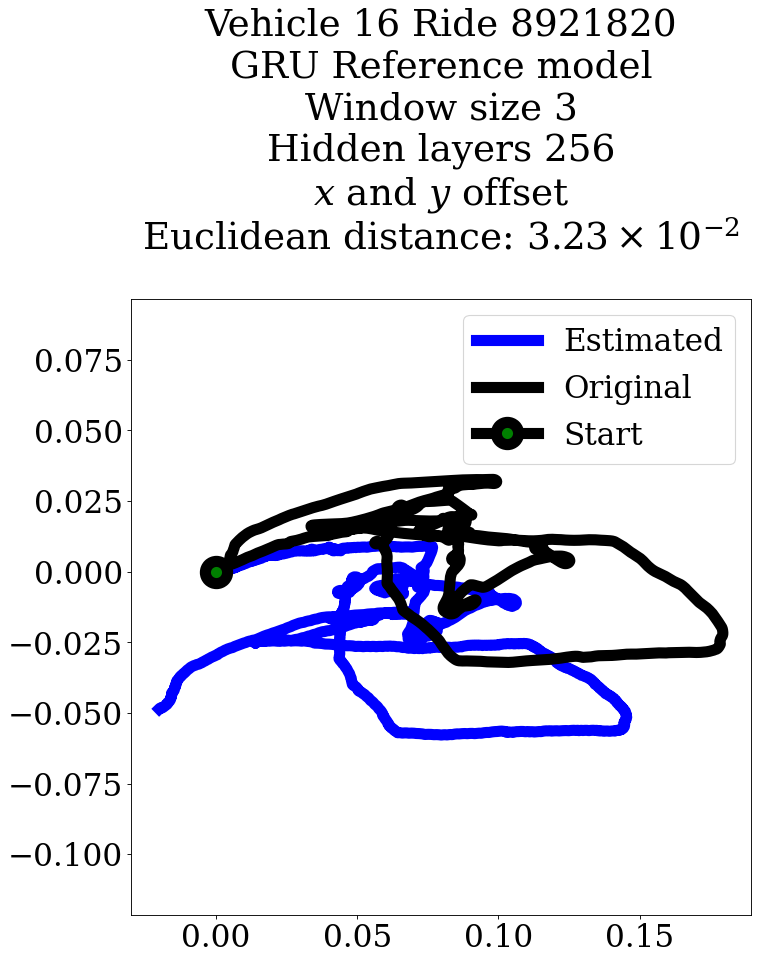 Vehicle 16 Ride 8921820
GRU Reference model
Window size 3
Hidden layers 256
x and y offset
Euclidean distance: 3.23 × 10⁻²
Estimated
Original
Start
0.075
0.050
0.025
0.000
−0.025
−0.050
−0.075
−0.100
0.00 0.05 0.10 0.15